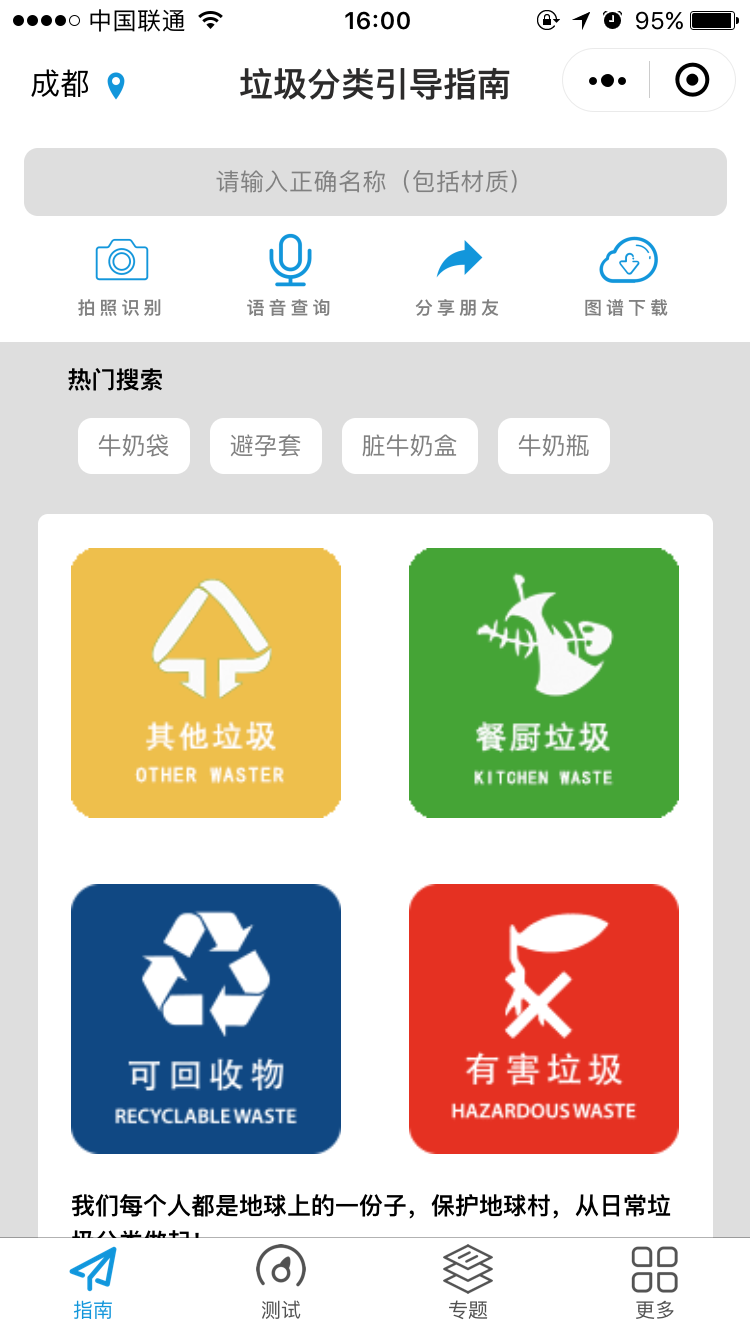 中国联通
16:00
95%
成都
垃圾分类引导指南
请输入正确名称（包括材质）
拍照识别
语音查询
分享朋友
图谱下载
热门搜索
牛奶袋
避孕套
脏牛奶盒
牛奶瓶
其他垃圾
OTHER WASTER
餐厨垃圾
KITCHEN WASTE
可回收物
RECYCLABLE WASTE
有害垃圾
HAZARDOUS WASTE
我们每个人都是地球上的一份子，保护地球村，从日常垃
圾分类做起！
指南
测试
专题
更多